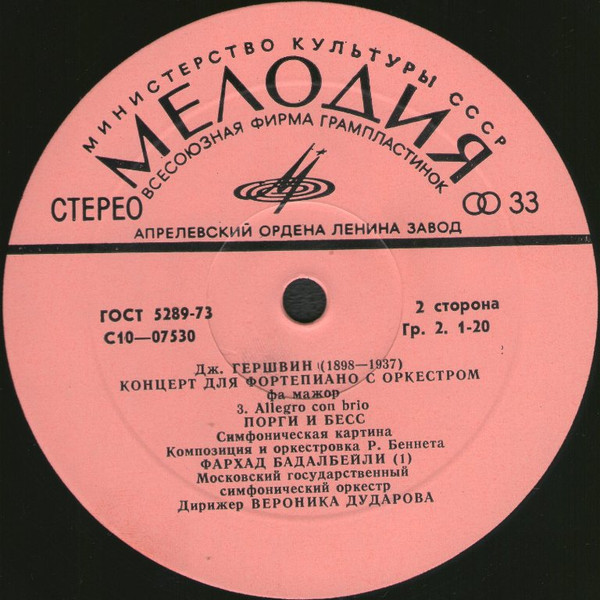 МИНИСТЕРСТВО КУЛЬТУРЫ СССР
МЕЛОДИЯ
ВСЕСОЮЗНАЯ ФИРМА ГРАМПЛАСТИНОК
СТЕРЕО
33
АПРЕЛЕВСКИЙ ОРДЕНА ЛЕНИНА ЗАВОД
ГОСТ 5289-73
2 сторона
С10—07530
Гр. 2. 1-20
Дж. ГЕРШВИН (1898—1937)
КОНЦЕРТ ДЛЯ ФОРТЕПИАНО С ОРКЕСТРОМ
фа мажор
3. Allegro con brio
ПОРГИ И БЕСС
Симфоническая картина
Композиция и оркестровка Р. Беннета
ФАРХАД БАДАЛБЕЙЛИ (1)
Московский государственный
симфонический оркестр
Дирижер ВЕРОНИКА ДУДАРОВА